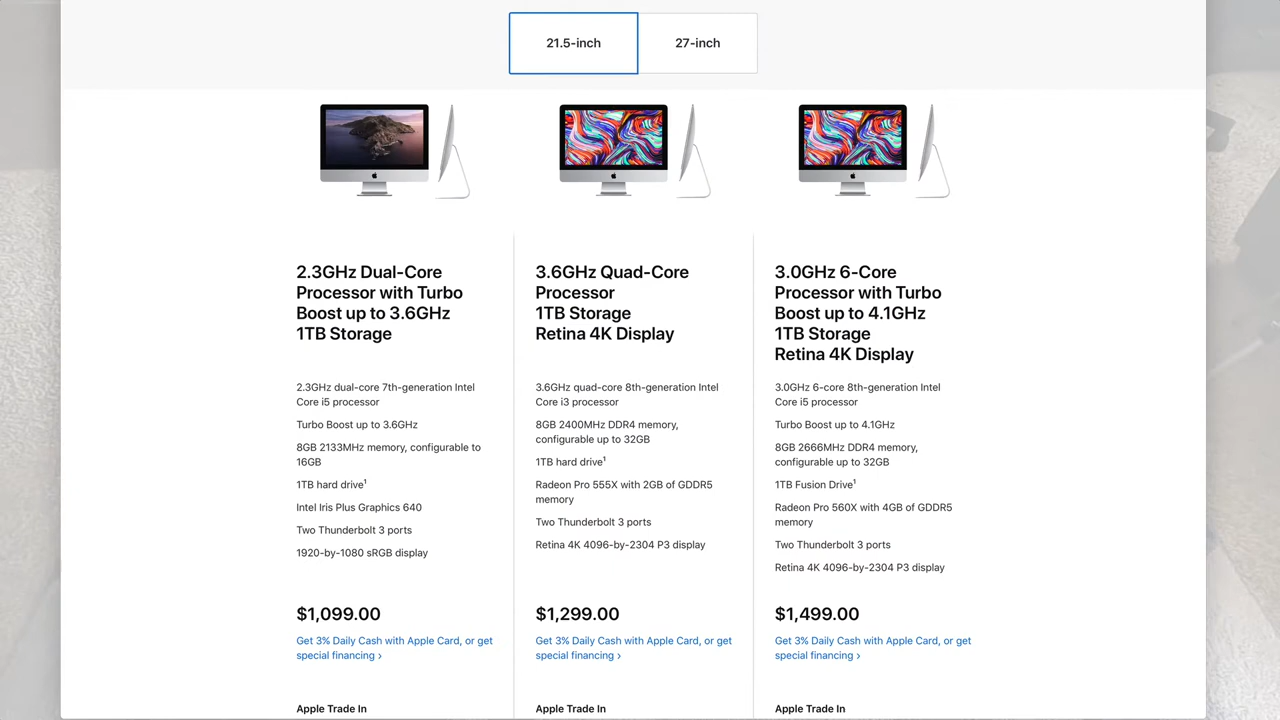 21.5-inch
27-inch
2.3GHz Dual-Core
Processor with Turbo
Boost up to 3.6GHz
1TB Storage
2.3GHz dual-core 7th-generation Intel
Core i5 processor
Turbo Boost up to 3.6GHz
8GB 2133MHz memory, configurable to
16GB
1TB hard drive¹
Intel Iris Plus Graphics 640
Two Thunderbolt 3 ports
1920-by-1080 sRGB display
$1,099.00
Get 3% Daily Cash with Apple Card, or get
special financing ›
Apple Trade In
3.6GHz Quad-Core
Processor
1TB Storage
Retina 4K Display
3.6GHz quad-core 8th-generation Intel
Core i3 processor
8GB 2400MHz DDR4 memory,
configurable up to 32GB
1TB hard drive¹
Radeon Pro 555X with 2GB of GDDR5
memory
Two Thunderbolt 3 ports
Retina 4K 4096-by-2304 P3 display
$1,299.00
Get 3% Daily Cash with Apple Card, or get
special financing ›
Apple Trade In
3.0GHz 6-Core
Processor with Turbo
Boost up to 4.1GHz
1TB Storage
Retina 4K Display
3.0GHz 6-core 8th-generation Intel
Core i5 processor
Turbo Boost up to 4.1GHz
8GB 2666MHz DDR4 memory,
configurable up to 32GB
1TB Fusion Drive¹
Radeon Pro 560X with 4GB of GDDR5
memory
Two Thunderbolt 3 ports
Retina 4K 4096-by-2304 P3 display
$1,499.00
Get 3% Daily Cash with Apple Card, or get
special financing ›
Apple Trade In